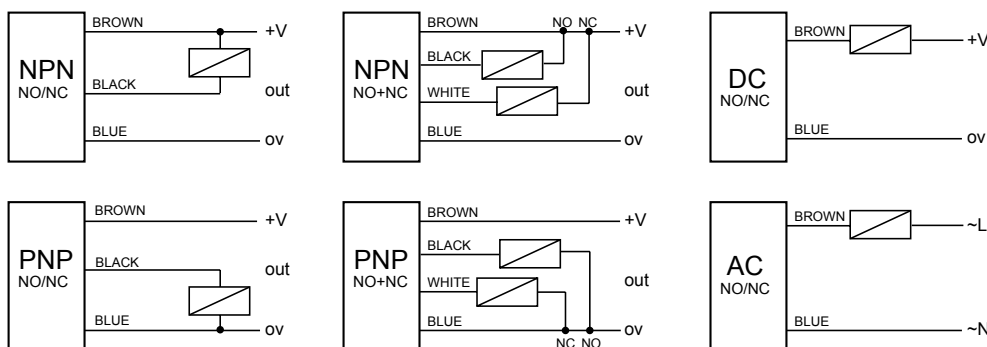 BROWN
+V
NPN
NO/NC
BLACK
out
BLUE
ov
BROWN
NO NC
+V
NPN
NO+NC
BLACK
WHITE
out
BLUE
ov
BROWN
+V
DC
NO/NC
BLUE
ov
BROWN
+V
PNP
NO/NC
BLACK
out
BLUE
ov
BROWN
+V
PNP
NO+NC
BLACK
WHITE
out
BLUE
ov
NC NO
BROWN
~L
AC
NO/NC
BLUE
~N